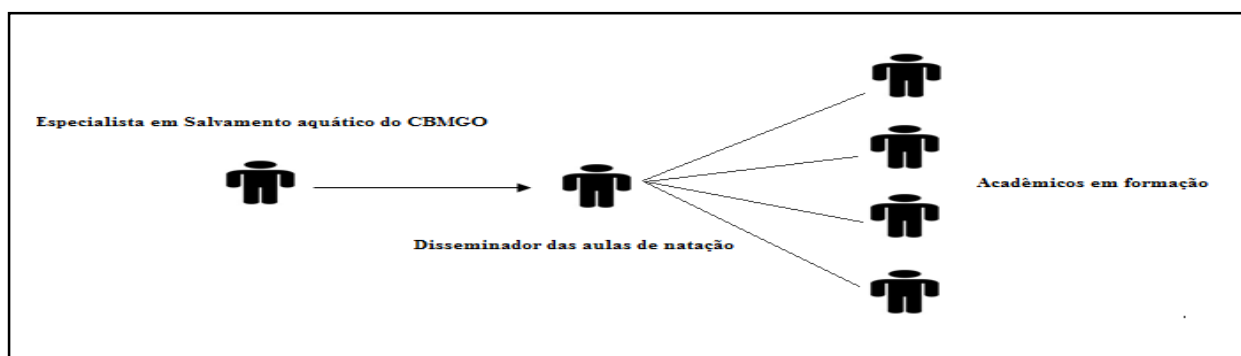 Especialista em Salvamento aquático do CBMGO
Acadêmicos em formação
Disseminador das aulas de natação